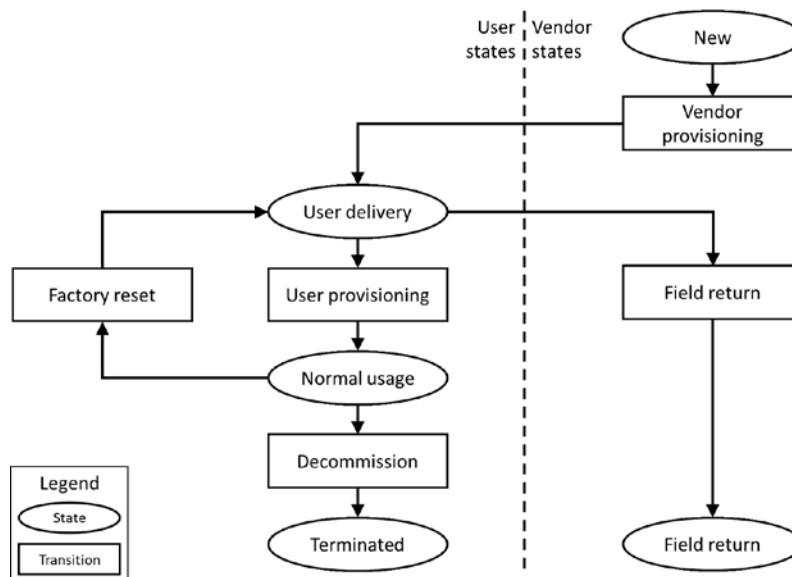 User
states
Vendor
states
New
Vendor
provisioning
User delivery
Factory reset
User provisioning
Field return
Normal usage
Decommission
Legend
State
Transition
Terminated
Field return